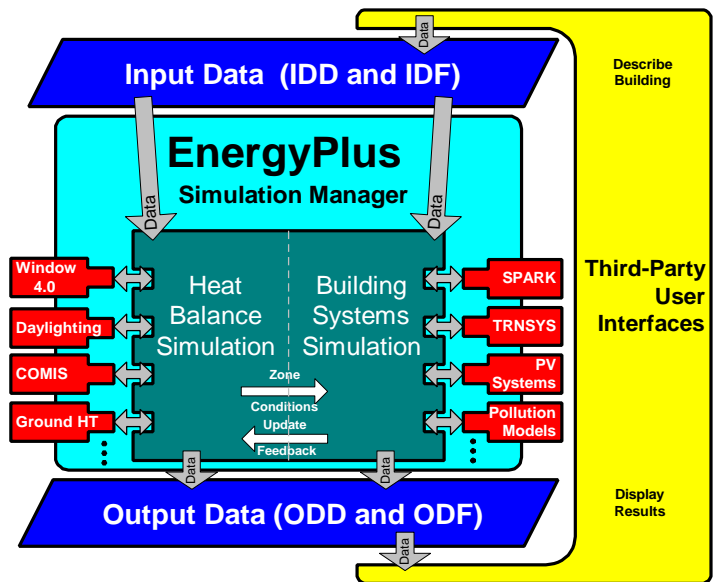 Data
Input Data (IDD and IDF)
Describe
Building
EnergyPlus
Simulation Manager
Data
Data
Window
4.0
Daylighting
COMIS
Ground HT
Heat
Balance
Simulation
Building
Systems
Simulation
Zone
Conditions
Update
Feedback
SPARK
TRNSYS
PV
Systems
Pollution
Models
Third-Party
User
Interfaces
Data
Data
Output Data (ODD and ODF)
Display
Results
Data